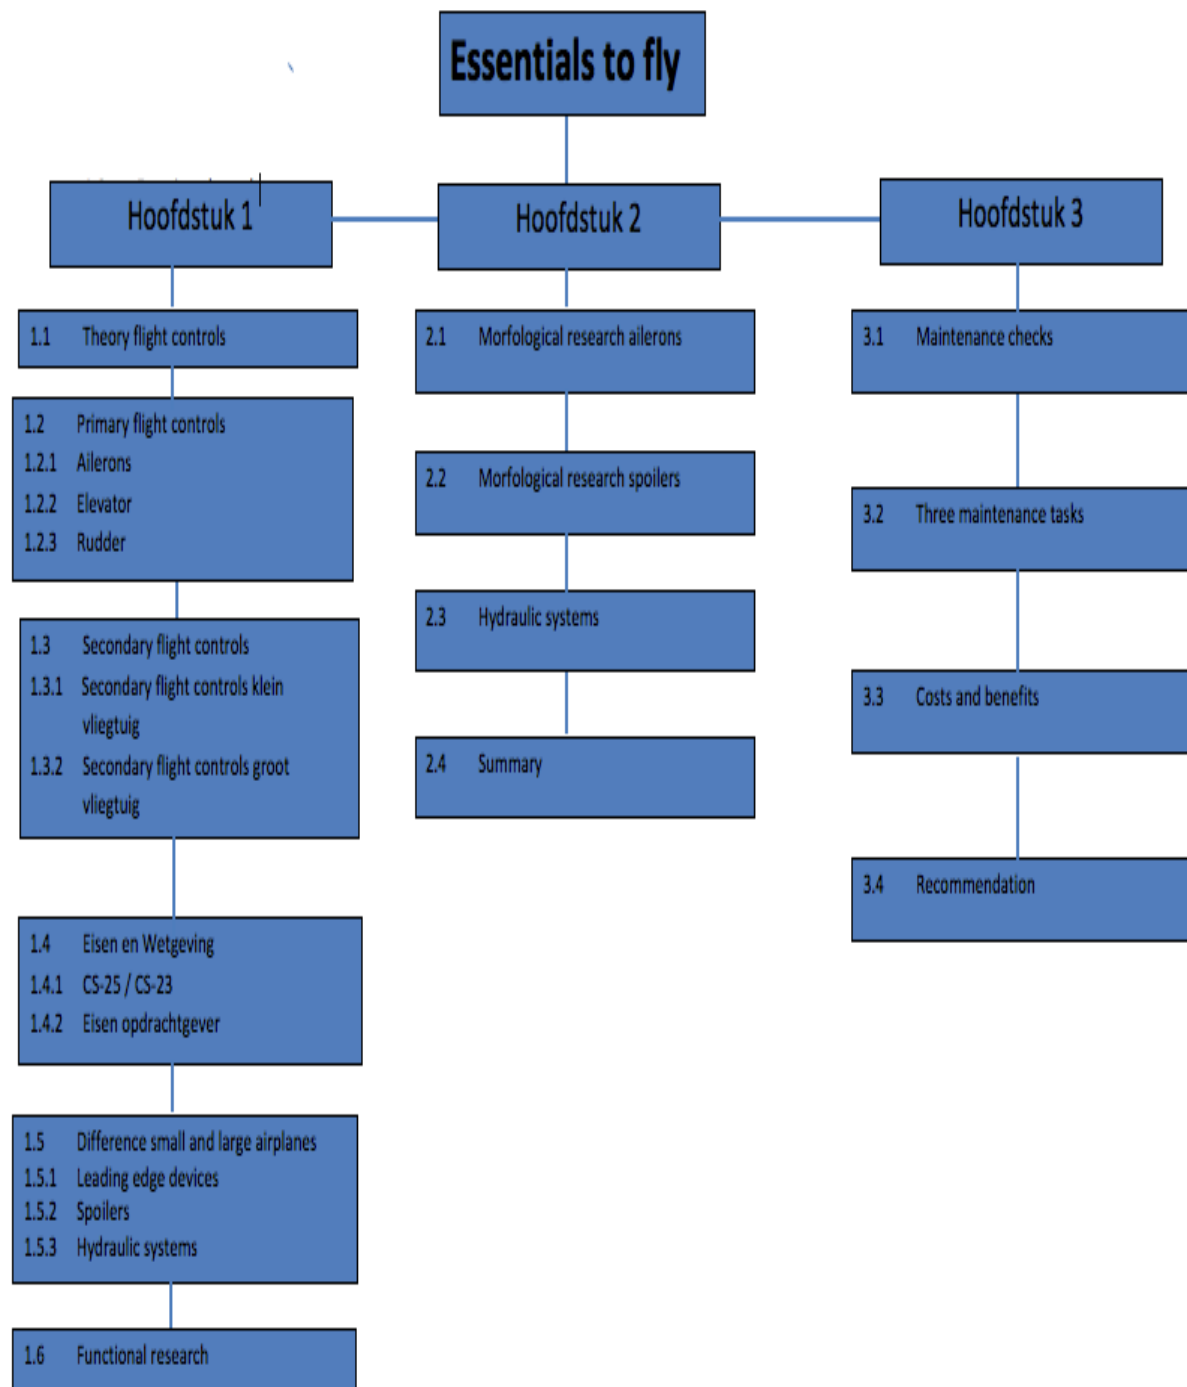 Essentials to fly
Hoofdstuk 1
Hoofdstuk 2
Hoofdstuk 3
1.1 Theory flight controls
1.2 Primary flight controls
1.2.1 Ailerons
1.2.2 Elevator
1.2.3 Rudder
1.3 Secondary flight controls
1.3.1 Secondary flight controls klein
vliegtuig
1.3.2 Secondary flight controls groot
vliegtuig
1.4 Eisen en Wetgeving
1.4.1 CS-25 / CS-23
1.4.2 Eisen opdrachtgever
1.5 Difference small and large airplanes
1.5.1 Leading edge devices
1.5.2 Spoilers
1.5.3 Hydraulic systems
1.6 Functional research
2.1 Morfological research ailerons
2.2 Morfological research spoilers
2.3 Hydraulic systems
2.4 Summary
3.1 Maintenance checks
3.2 Three maintenance tasks
3.3 Costs and benefits
3.4 Recommendation